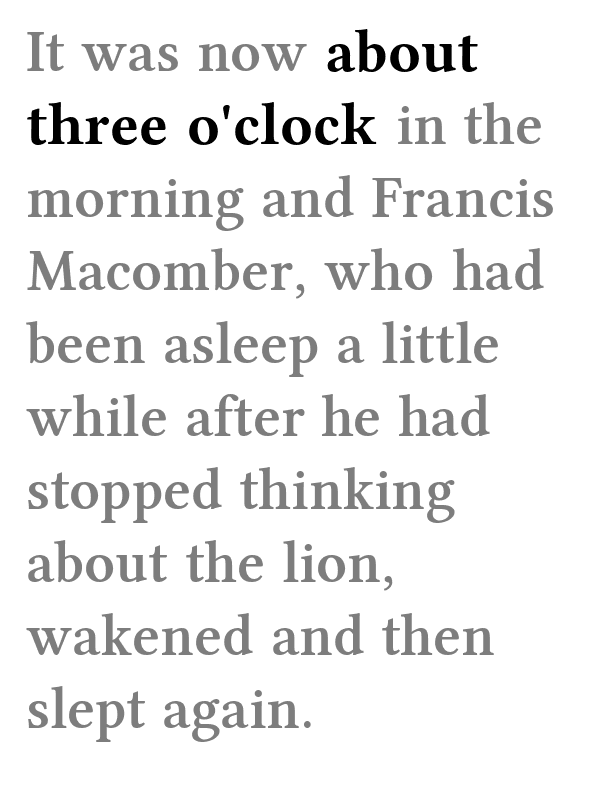 It was now about
three o'clock in the
morning and Francis
Macomber, who had
been asleep a little
while after he had
stopped thinking
about the lion,
wakened and then
slept again.